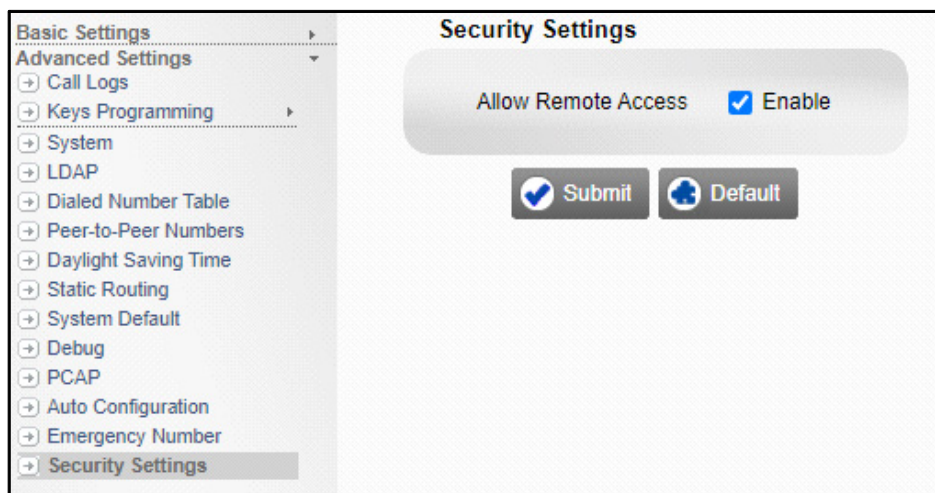 Basic Settings
Advanced Settings
Call Logs
Keys Programming
System
LDAP
Dialed Number Table
Peer-to-Peer Numbers
Daylight Saving Time
Static Routing
System Default
Debug
PCAP
Auto Configuration
Emergency Number
Security Settings
Security Settings
Allow Remote Access Enable
Submit Default